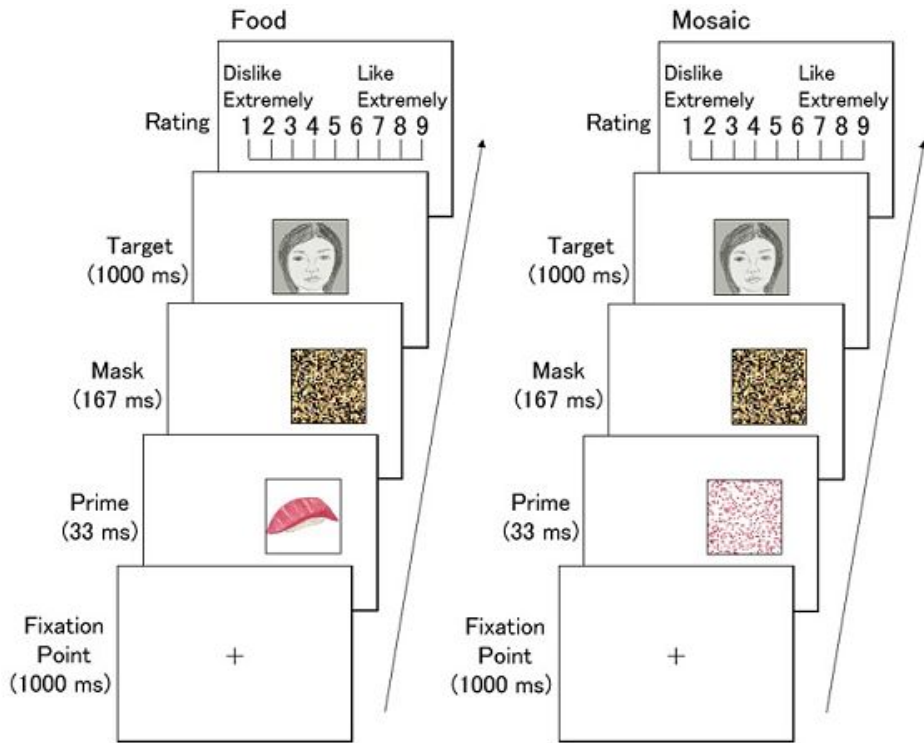 Food
Dislike Like
Extremely Extremely
Rating 1 2 3 4 5 6 7 8 9
Target
(1000 ms)
Mask
(167 ms)
Prime
(33 ms)
Fixation
Point
(1000 ms)
+
Mosaic
Dislike Like
Extremely Extremely
Rating 1 2 3 4 5 6 7 8 9
Target
(1000 ms)
Mask
(167 ms)
Prime
(33 ms)
Fixation
Point
(1000 ms)
+